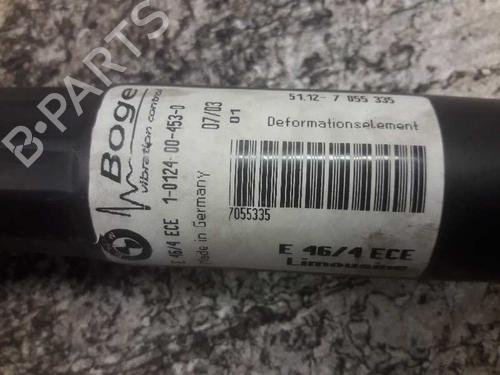 Boge
vibration control
E 46/4 ECE 1-0124-00-453-0
Made in Germany 07/03
51.12-7 055 335
01
Deformationselement
7055335
E 46/4 ECE
Limousine
B-Parts